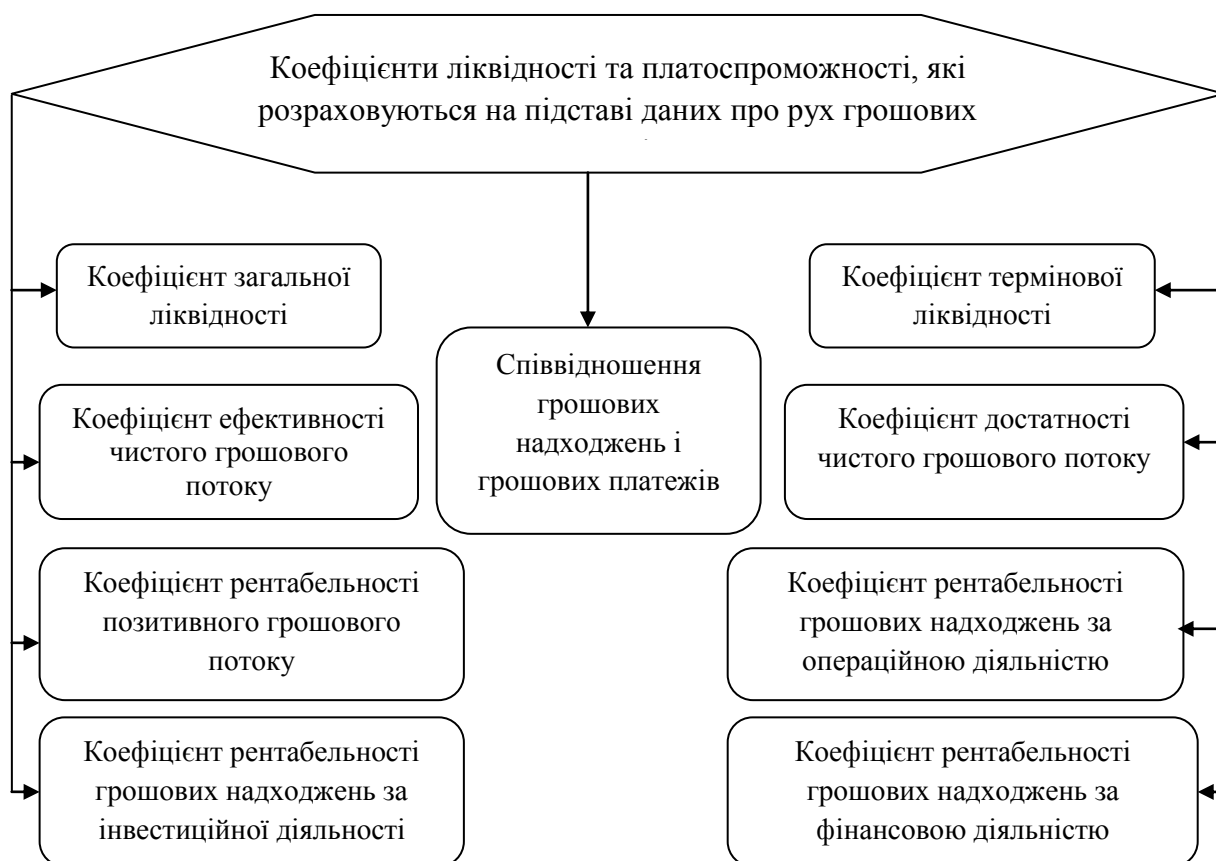 Коефіцієнти ліквідності та платоспроможності, які
розраховуються на підставі даних про рух грошових
Коефіцієнт загальної
ліквідності
Коефіцієнт термінової
ліквідності
Співвідношення
грошових
надходжень і
грошових платежів
Коефіцієнт ефективності
чистого грошового
потоку
Коефіцієнт достатності
чистого грошового потоку
Коефіцієнт рентабельності
позитивного грошового
потоку
Коефіцієнт рентабельності
грошових надходжень за
операційною діяльністю
Коефіцієнт рентабельності
грошових надходжень за
інвестиційної діяльності
Коефіцієнт рентабельності
грошових надходжень за
фінансовою діяльністю